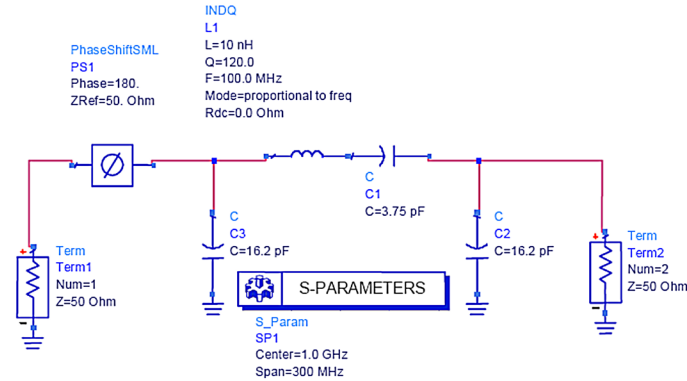 INDQ
L1
L=10 nH
Q=120.0
F=100.0 MHz
Mode=proportional to freq
Rdc=0.0 Ohm
PhaseShiftSML
PS1
Phase=180.
ZRef=50. Ohm
C
C1
C=3.75 pF
C
C3
C=16.2 pF
C
C2
C=16.2 pF
+
Term
Term1
Num=1
Z=50 Ohm
-
+
Term
Term2
Num=2
Z=50 Ohm
-
S-PARAMETERS
S_Param
SP1
Center=1.0 GHz
Span=300 MHz